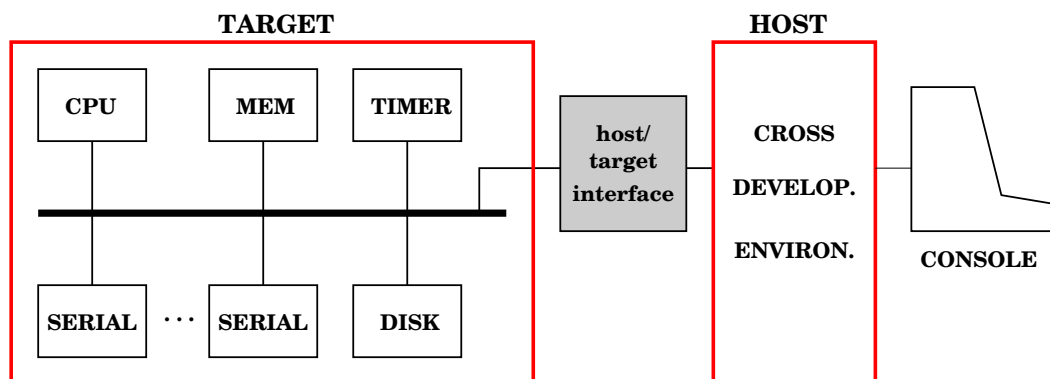 TARGET
HOST
CPU
MEM
TIMER
host/
target
interface
CROSS
DEVELOP.
ENVIRON.
CONSOLE
SERIAL
...
SERIAL
DISK